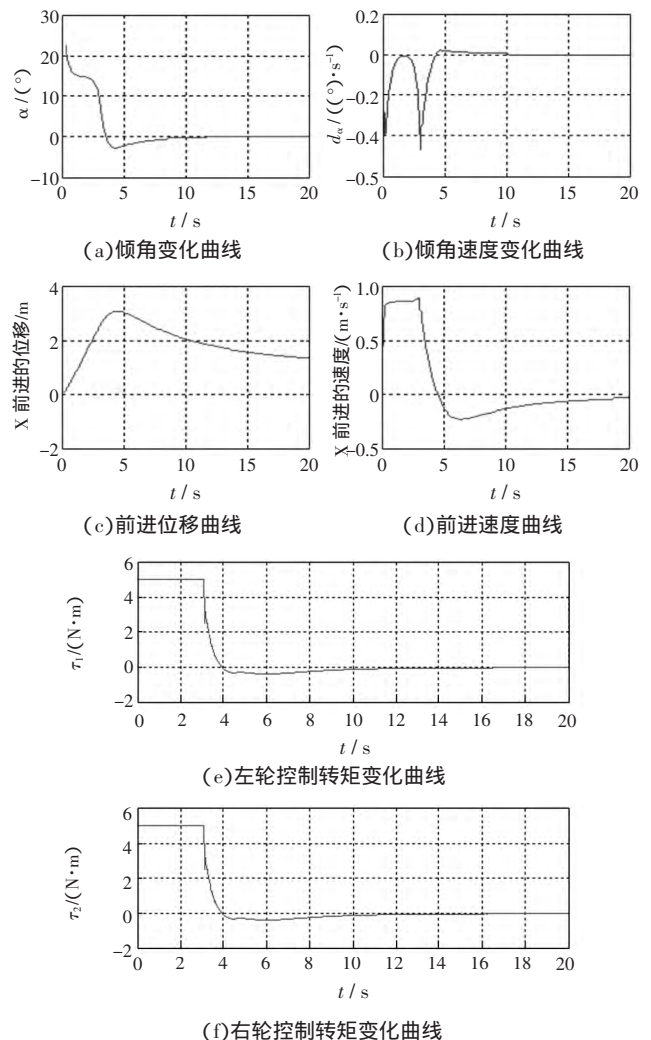 30
20
10
0
−10
α/(°)
0 5 10 15 20
t / s
(a)倾角变化曲线
0.2
0
−0.2
−0.4
−0.5
dα/((°)·s⁻¹)
0 5 10 15 20
t / s
(b)倾角速度变化曲线
4
2
0
−2
X 前进的位移/m
0 5 10 15 20
t / s
(c)前进位移曲线
1.0
0.5
0
−0.5
X 前进的速度/(m·s⁻¹)
0 5 10 15 20
t / s
(d)前进速度曲线
6
4
2
0
−2
τ₁/(N·m)
0 2 4 6 8 10 12 14 16 18 20
t / s
(e)左轮控制转矩变化曲线
6
4
2
0
−2
τ₂/(N·m)
0 2 4 6 8 10 12 14 16 18 20
t / s
(f)右轮控制转矩变化曲线